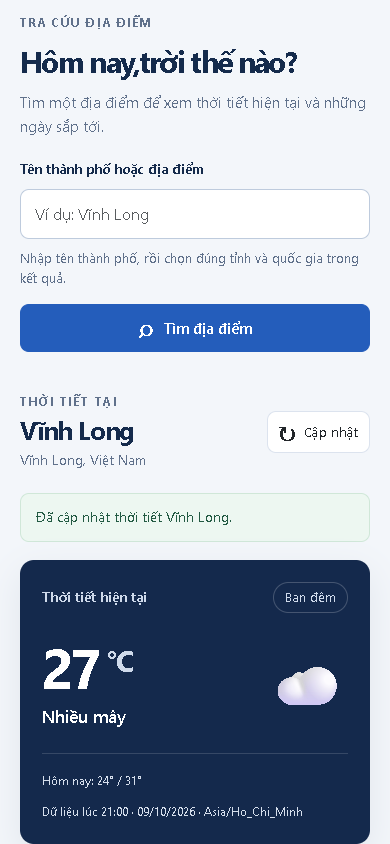 TRA CỨU ĐỊA ĐIỂM
Hôm nay,trời thế nào?
Tìm một địa điểm để xem thời tiết hiện tại và những
ngày sắp tới.
Tên thành phố hoặc địa điểm
Ví dụ: Vĩnh Long
Nhập tên thành phố, rồi chọn đúng tỉnh và quốc gia trong
kết quả.
Tìm địa điểm
THỜI TIẾT TẠI
Vĩnh Long
Cập nhật
Vĩnh Long, Việt Nam
Đã cập nhật thời tiết Vĩnh Long.
Thời tiết hiện tại
Ban đêm
27 °C
Nhiều mây
Hôm nay: 24° / 31°
Dữ liệu lúc 21:00 · 09/10/2026 · Asia/Ho_Chi_Minh